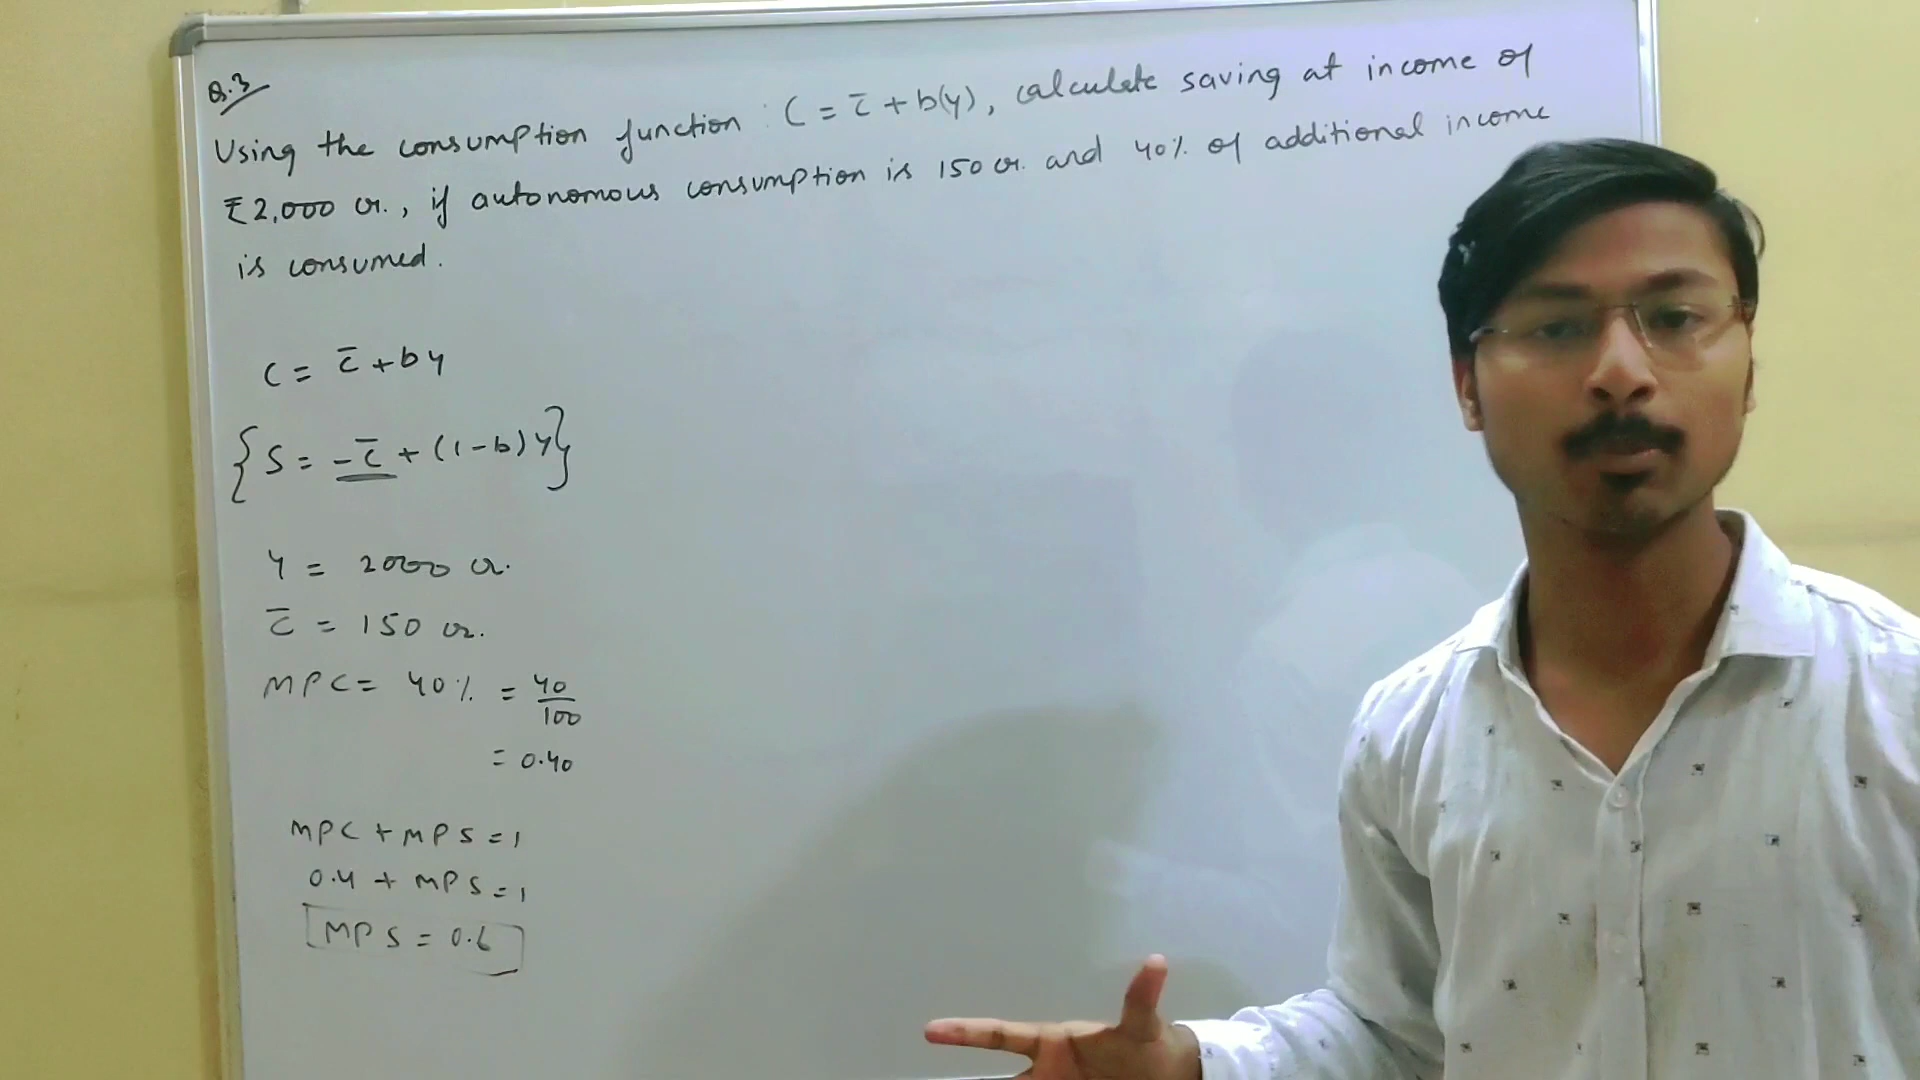 Q.3
Using the consumption function : C = c̄ + b(y), calculate saving at income of
₹2,000 cr., if autonomous consumption is 150 cr. and 40% of additional income
is consumed.
C = c̄ + by
{S = -c̄ + (1-b)y}
Y = 2000 cr.
c̄ = 150 cr.
MPC = 40% = 40/100
= 0.40
MPC + MPS = 1
0.4 + MPS = 1
MPS = 0.6